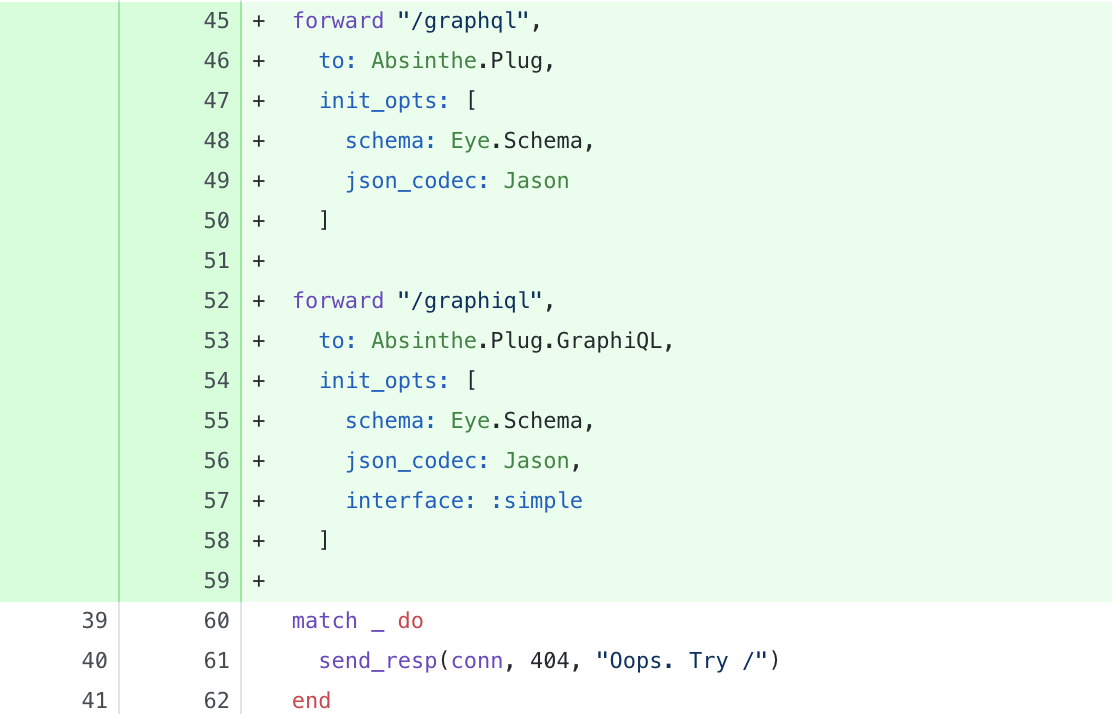 45 + forward "/graphql",
46 + to: Absinthe.Plug,
47 + init_opts: [
48 + schema: Eye.Schema,
49 + json_codec: Jason
50 + ]
51 +
52 + forward "/graphiql",
53 + to: Absinthe.Plug.GraphiQL,
54 + init_opts: [
55 + schema: Eye.Schema,
56 + json_codec: Jason,
57 + interface: :simple
58 + ]
59 +
39 60 match _ do
40 61 send_resp(conn, 404, "Oops. Try /")
41 62 end